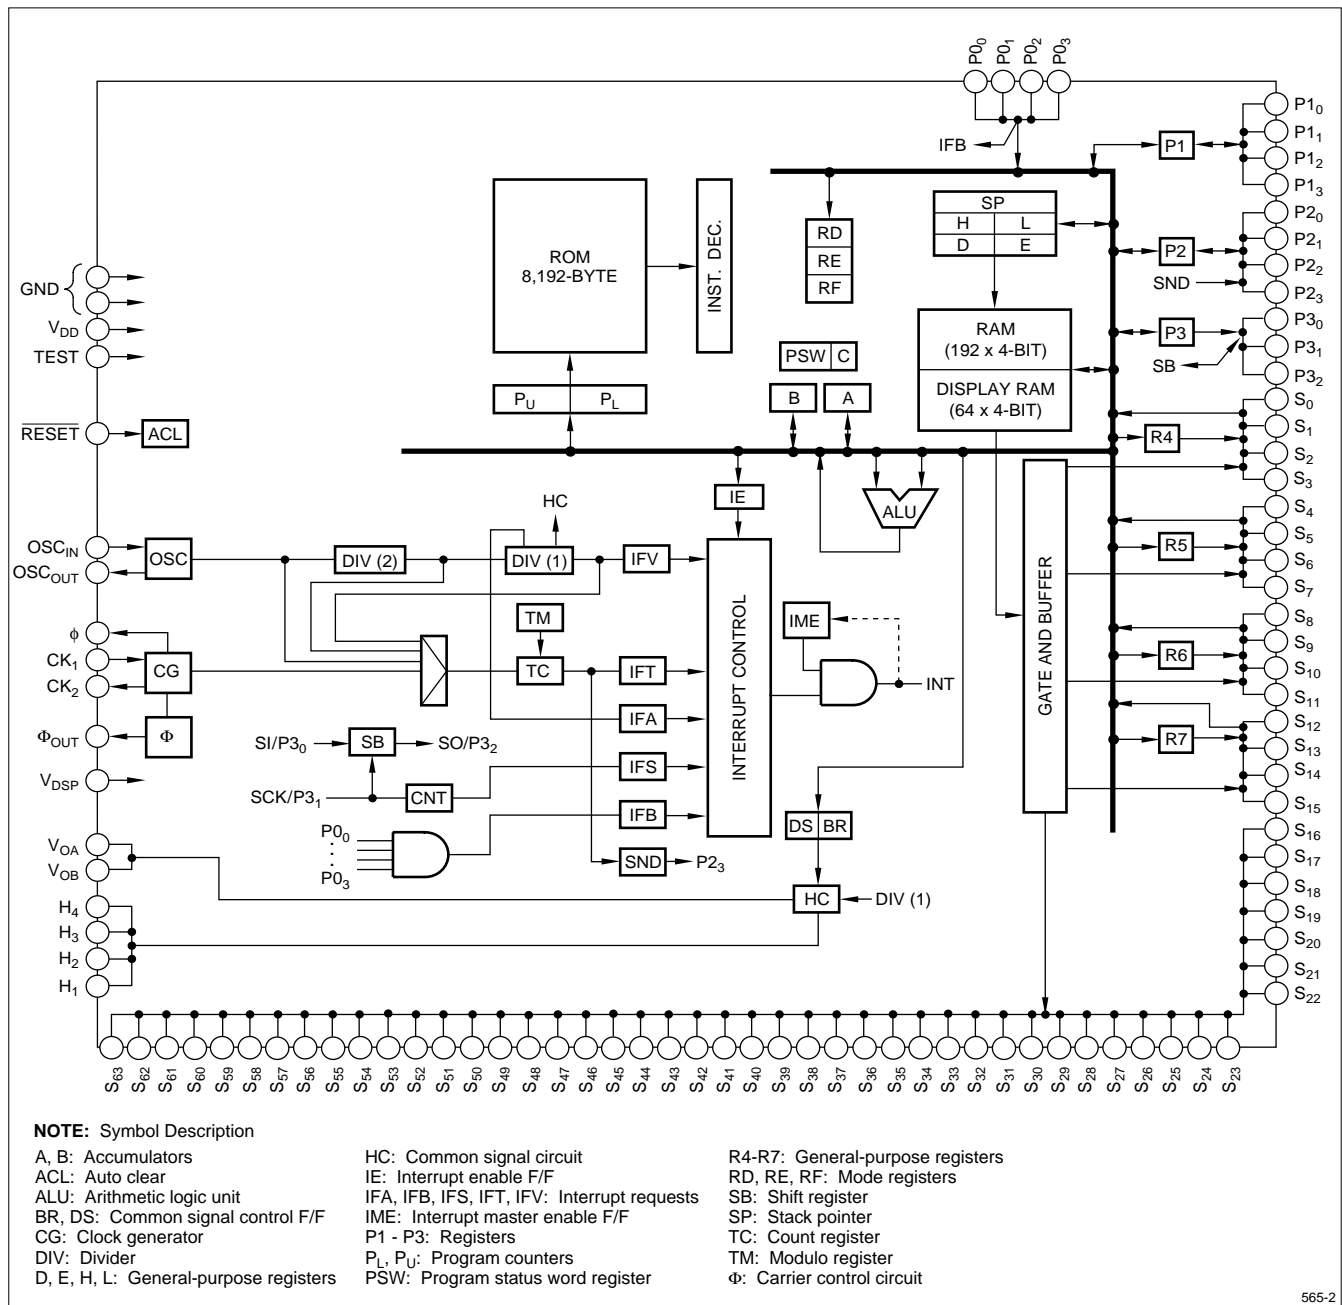 P0₀ P0₁ P0₂ P0₃
IFB
P1
P1₀
P1₁
P1₂
P1₃
SP
H L
D E
RD
RE
RF
ROM
8,192-BYTE
INST. DEC.
P2
P2₀
P2₁
P2₂
SND
P2₃
GND
V_DD
TEST
RAM
(192 x 4-BIT)
DISPLAY RAM
(64 x 4-BIT)
P3
P3₀
SB
P3₁
P3₂
PSW C
B A
P_U P_L
RESET
ACL
R4
S₀
S₁
S₂
S₃
IE
ALU
HC
OSC_IN
OSC_OUT
OSC
DIV (2)
DIV (1)
IFV
INTERRUPT CONTROL
GATE AND BUFFER
R5
S₄
S₅
S₆
S₇
TM
IME
ϕ
CK₁
CK₂
CG
TC
IFT
INT
R6
S₈
S₉
S₁₀
S₁₁
Φ_OUT
Φ
IFA
SI/P3₀
SB
SO/P3₂
R7
S₁₂
S₁₃
S₁₄
S₁₅
V_DSP
SCK/P3₁
CNT
IFS
IFB
DS BR
P0₀
P0₃
SND
P2₃
V_OA
V_OB
HC
DIV (1)
H₄
H₃
H₂
H₁
S₁₆
S₁₇
S₁₈
S₁₉
S₂₀
S₂₁
S₂₂
S₆₃ S₆₂ S₆₁ S₆₀ S₅₉ S₅₈ S₅₇ S₅₆ S₅₅ S₅₄ S₅₃ S₅₂ S₅₁ S₅₀ S₄₉ S₄₈ S₄₇ S₄₆ S₄₅ S₄₄ S₄₃ S₄₂ S₄₁ S₄₀ S₃₉ S₃₈ S₃₇ S₃₆ S₃₅ S₃₄ S₃₃ S₃₂ S₃₁ S₃₀ S₂₉ S₂₈ S₂₇ S₂₆ S₂₅ S₂₄ S₂₃
NOTE: Symbol Description
A, B: Accumulators
ACL: Auto clear
ALU: Arithmetic logic unit
BR, DS: Common signal control F/F
CG: Clock generator
DIV: Divider
D, E, H, L: General-purpose registers
HC: Common signal circuit
IE: Interrupt enable F/F
IFA, IFB, IFS, IFT, IFV: Interrupt requests
IME: Interrupt master enable F/F
P1 - P3: Registers
P_L, P_U: Program counters
PSW: Program status word register
R4-R7: General-purpose registers
RD, RE, RF: Mode registers
SB: Shift register
SP: Stack pointer
TC: Count register
TM: Modulo register
Φ: Carrier control circuit
565-2